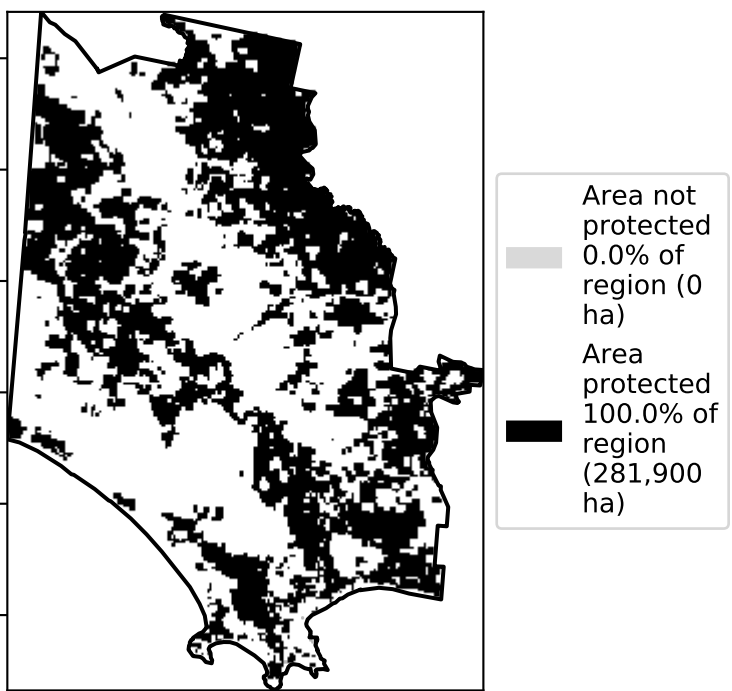 Area not
protected
0.0% of
region (0
ha)
Area
protected
100.0% of
region
(281,900
ha)